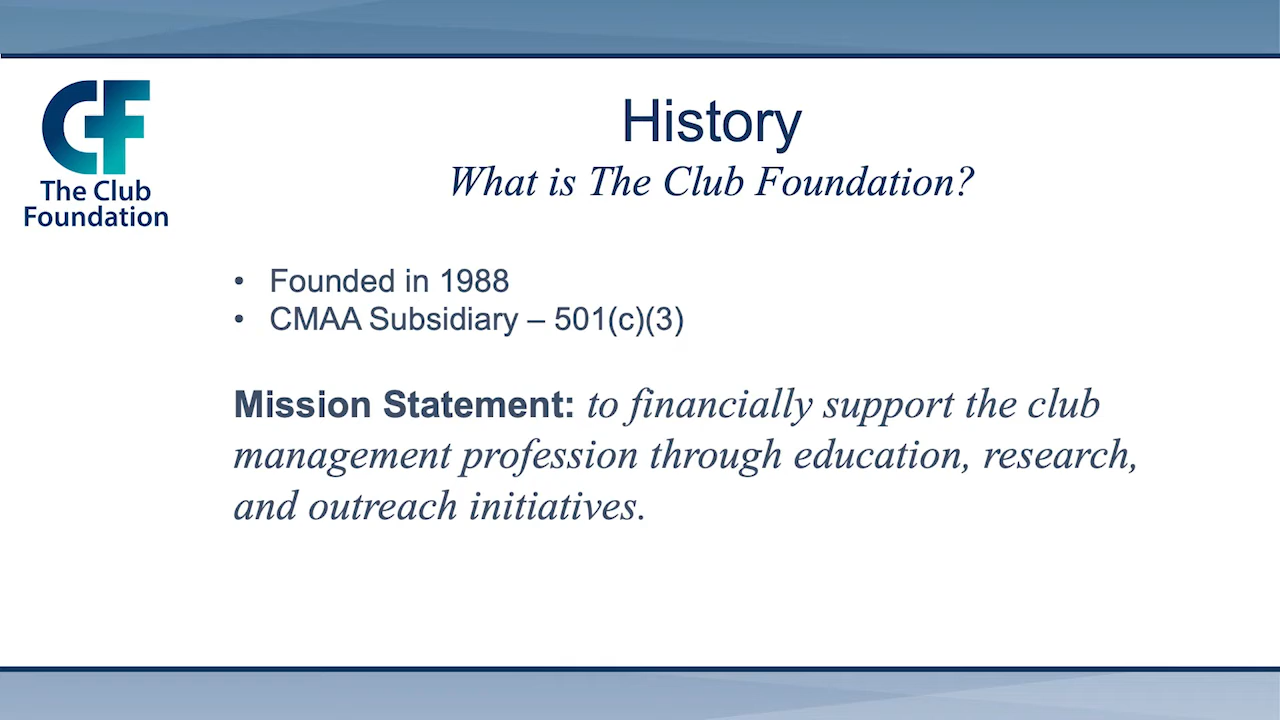 CF
The Club
Foundation
History
What is The Club Foundation?
• Founded in 1988
• CMAA Subsidiary – 501(c)(3)
Mission Statement: to financially support the club
management profession through education, research,
and outreach initiatives.